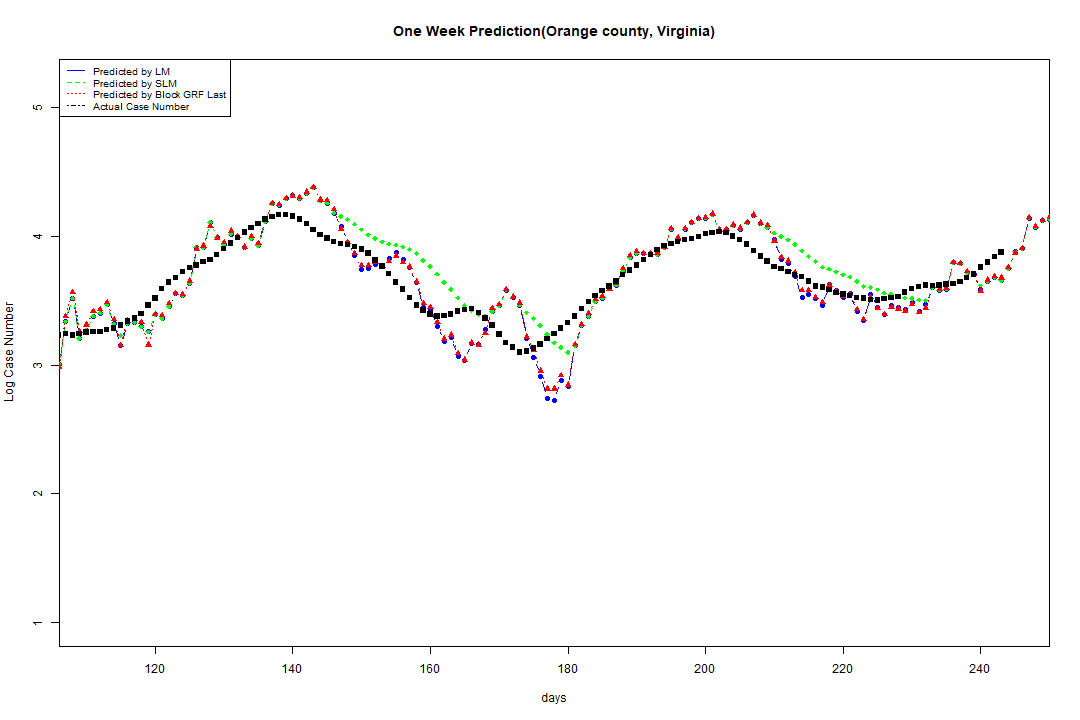 One Week Prediction(Orange county, Virginia)
Predicted by LM
Predicted by SLM
Predicted by Block GRF Last
Actual Case Number
5
4
3
2
1
Log Case Number
120 140 160 180 200 220 240
days